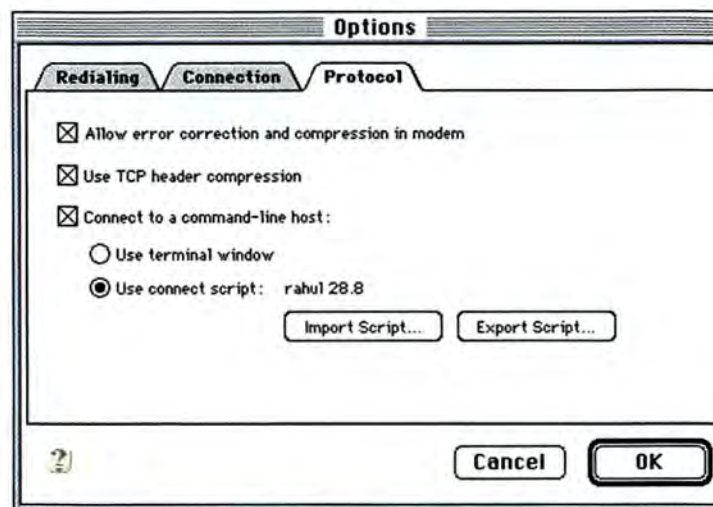 Options
Redialing Connection Protocol
Allow error correction and compression in modem
Use TCP header compression
Connect to a command-line host:
Use terminal window
Use connect script: rahul 28.8
Import Script... Export Script...
? Cancel OK